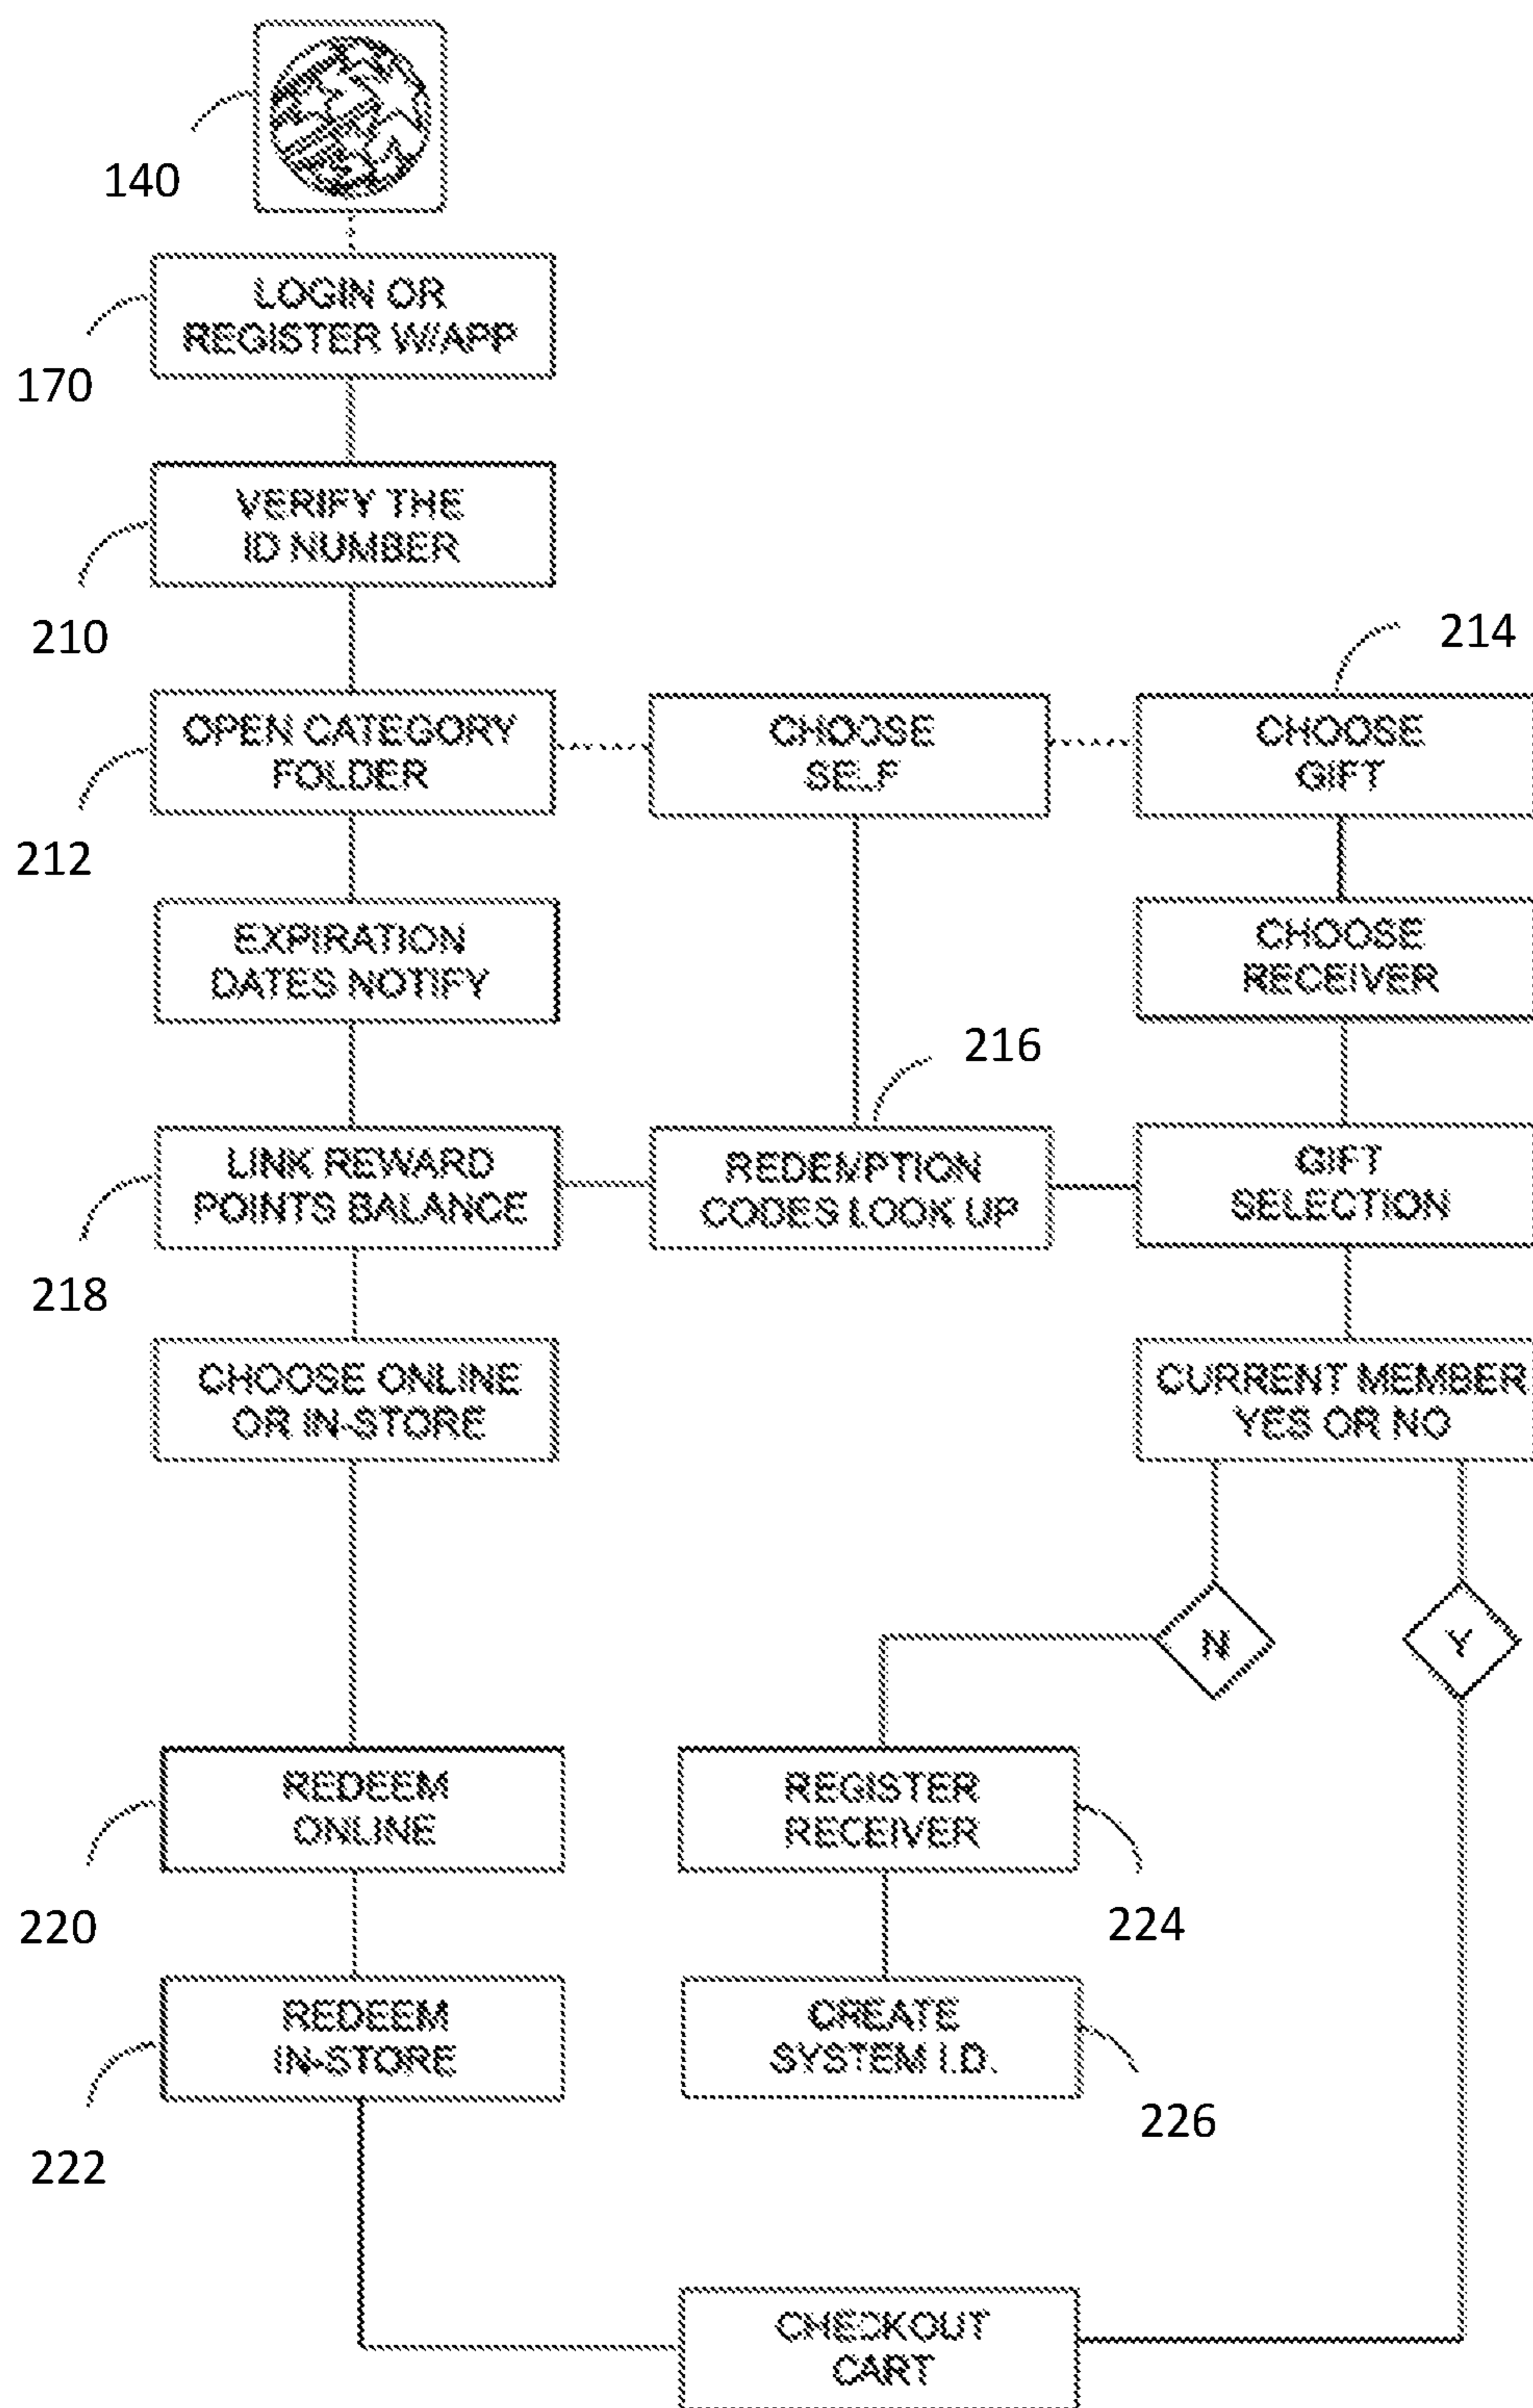 140
LOGIN OR
REGISTER W/APP
170
VERIFY THE
ID NUMBER
210
214
OPEN CATEGORY
FOLDER
CHOOSE
SELF
CHOOSE
GIFT
212
EXPIRATION
DATES NOTIFY
CHOOSE
RECEIVER
216
LINK REWARD
POINTS BALANCE
REDEMPTION
CODES LOOK UP
GIFT
SELECTION
218
CHOOSE ONLINE
OR IN-STORE
CURRENT MEMBER
YES OR NO
N
Y
REDEEM
ONLINE
REGISTER
RECEIVER
220
224
REDEEM
IN-STORE
CREATE
SYSTEM I.D.
222
226
CHECKOUT
CART